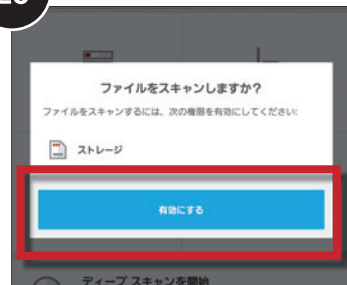 ファイルをスキャンしますか?
ファイルをスキャンするには、次の権限を有効にしてください:
ストレージ
有効にする
ディープ スキャンを開始